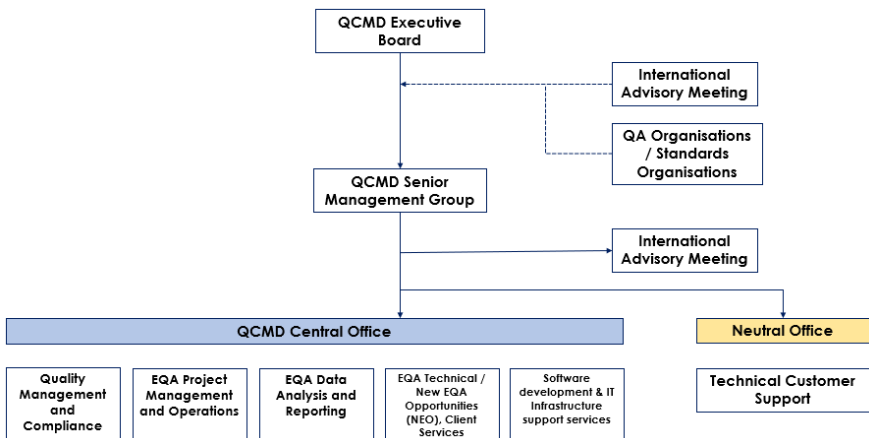 QCMD Executive
Board
International
Advisory Meeting
QA Organisations
/ Standards
Organisations
QCMD Senior
Management Group
International
Advisory Meeting
QCMD Central Office
Neutral Office
Quality
Management
and
Compliance
EQA Project
Management
and Operations
EQA Data
Analysis and
Reporting
EQA Technical /
New EQA
Opportunities
(NEO), Client
Services
Software
development & IT
Infrastructure
support services
Technical Customer
Support